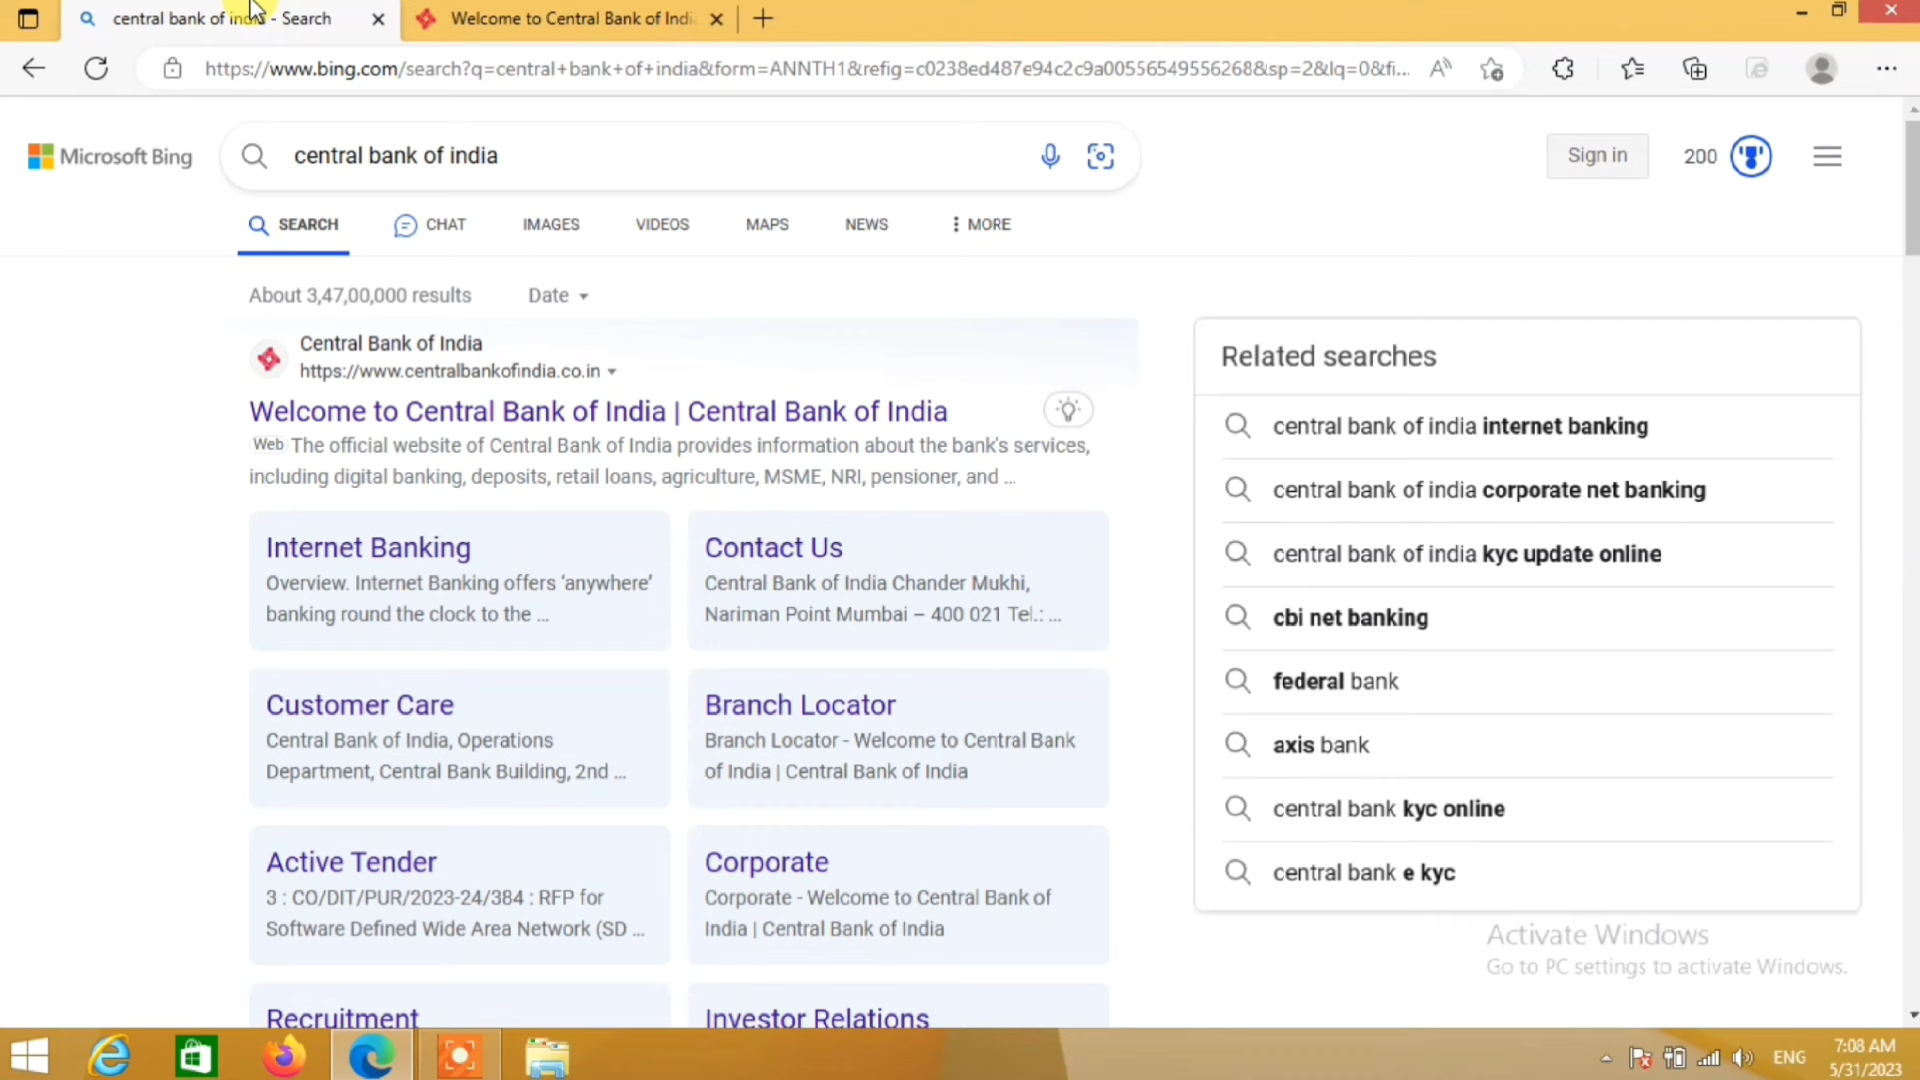 central bank of india - Search
Welcome to Central Bank of Indi
https://www.bing.com/search?q=central+bank+of+india&form=ANNTH1&refig=c0238ed487e94c2c9a00556549556268&sp=2&lq=0&fi...
Microsoft Bing
central bank of india
Sign in
200
SEARCH
CHAT
IMAGES
VIDEOS
MAPS
NEWS
MORE
About 3,47,00,000 results
Date
Central Bank of India
https://www.centralbankofindia.co.in
Welcome to Central Bank of India | Central Bank of India
Web The official website of Central Bank of India provides information about the bank's services,
including digital banking, deposits, retail loans, agriculture, MSME, NRI, pensioner, and ...
Internet Banking
Overview. Internet Banking offers ‘anywhere’
banking round the clock to the ...
Contact Us
Central Bank of India Chander Mukhi,
Nariman Point Mumbai – 400 021 Tel.: ...
Customer Care
Central Bank of India, Operations
Department, Central Bank Building, 2nd ...
Branch Locator
Branch Locator - Welcome to Central Bank
of India | Central Bank of India
Active Tender
3 : CO/DIT/PUR/2023-24/384 : RFP for
Software Defined Wide Area Network (SD ...
Corporate
Corporate - Welcome to Central Bank of
India | Central Bank of India
Recruitment
Investor Relations
Related searches
central bank of india internet banking
central bank of india corporate net banking
central bank of india kyc update online
cbi net banking
federal bank
axis bank
central bank kyc online
central bank e kyc
Activate Windows
Go to PC settings to activate Windows.
ENG
7:08 AM
5/31/2023